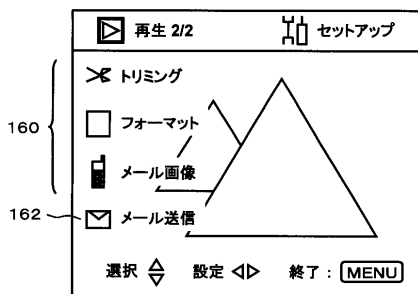 再生 2/2 セットアップ
トリミング
フォーマット
160
メール画像
162 メール送信
選択 設定 終了 : MENU